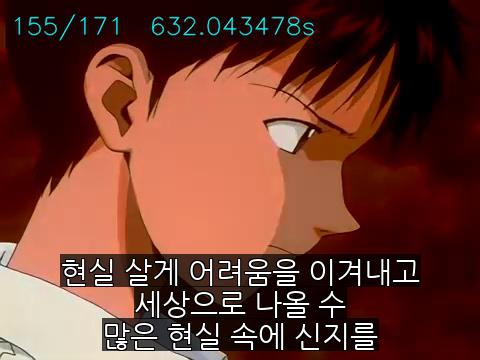 155/171 632.043478s
현실 살게 어려움을 이겨내고
세상으로 나올 수
많은 현실 속에 신지를